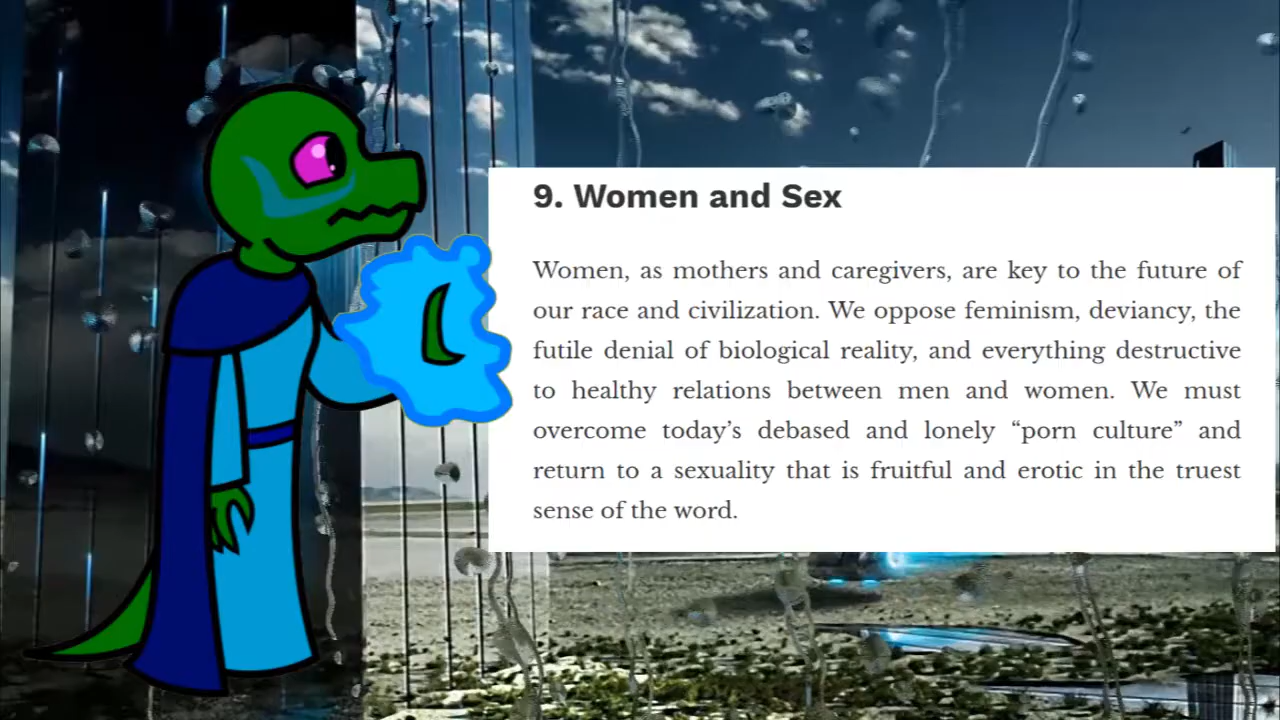 9. Women and Sex
Women, as mothers and caregivers, are key to the future of
our race and civilization. We oppose feminism, deviancy, the
futile denial of biological reality, and everything destructive
to healthy relations between men and women. We must
overcome today’s debased and lonely “porn culture” and
return to a sexuality that is fruitful and erotic in the truest
sense of the word.